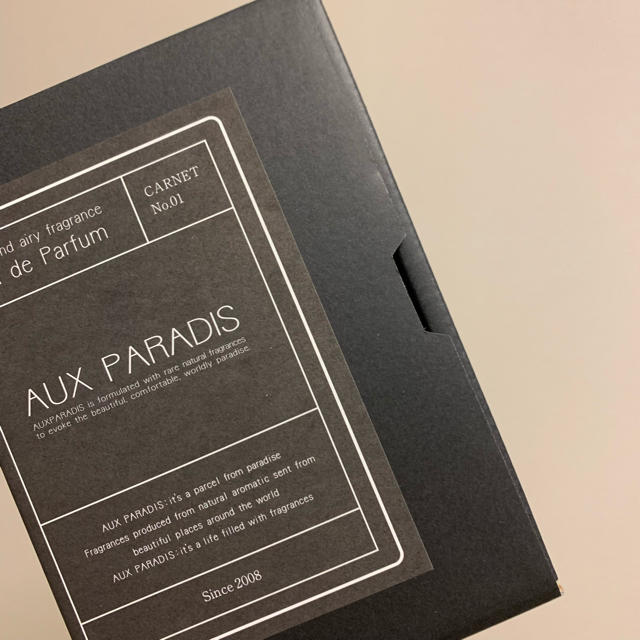 airy fragrance
de Parfum
CARNET
No.01
AUX PARADIS
AUXPARADIS is formulated with rare natural fragrances
to evoke the beautiful, comfortable, worldly paradise.
AUX PARADIS:it's a parcel from paradise
Fragrances produced from natural aromatic sent from
beautiful places around the world
AUX PARADIS:it's a life filled with fragrances
Since 2008